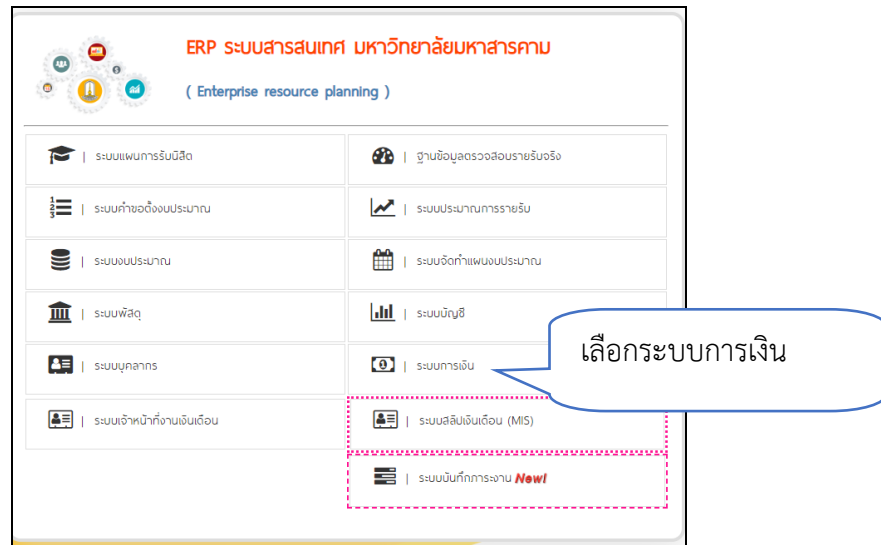 ERP ระบบสารสนเทศ มหาวิทยาลัยมหาสารคาม
( Enterprise resource planning )
| ระบบแผนการรับนิสิต
| ฐานข้อมูลตรวจสอบรายรับจริง
| ระบบคำขอตั้งงบประมาณ
| ระบบประมาณการรายรับ
| ระบบงบประมาณ
| ระบบจัดทำแผนงบประมาณ
| ระบบพัสดุ
| ระบบบัญชี
| ระบบบุคลากร
| ระบบการเงิน
เลือกระบบการเงิน
| ระบบเจ้าหน้าที่งานเงินเดือน
| ระบบสลิปเงินเดือน (MIS)
| ระบบบันทึกภาระงาน New!